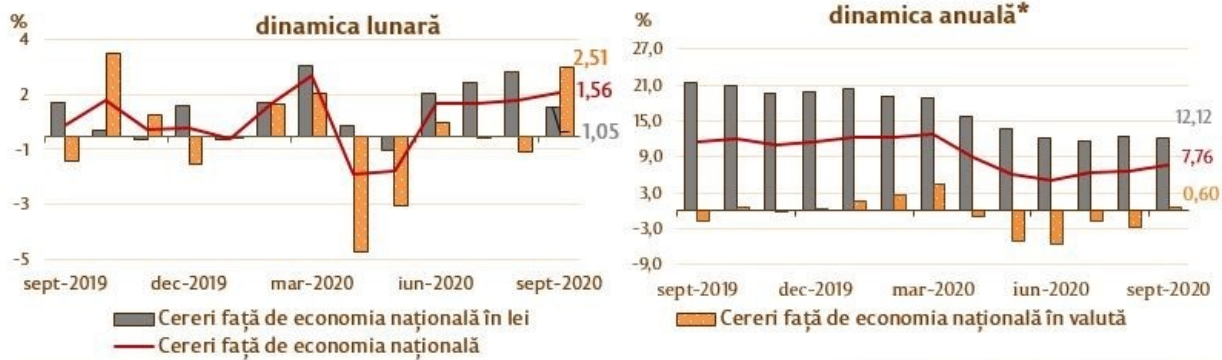 dinamica lunară
%
4
2
-1
-3
-5
2,51
1,56
1,05
sept-2019 dec-2019 mar-2020 iun-2020 sept-2020
dinamica anuală*
%
27,0
21,0
15,0
9,0
3,0
-3,0
-9,0
12,12
7,76
0,60
sept-2019 dec-2019 mar-2020 iun-2020 sept-2020
Cereri față de economia națională în lei
Cereri față de economia națională în valută
Cereri față de economia națională